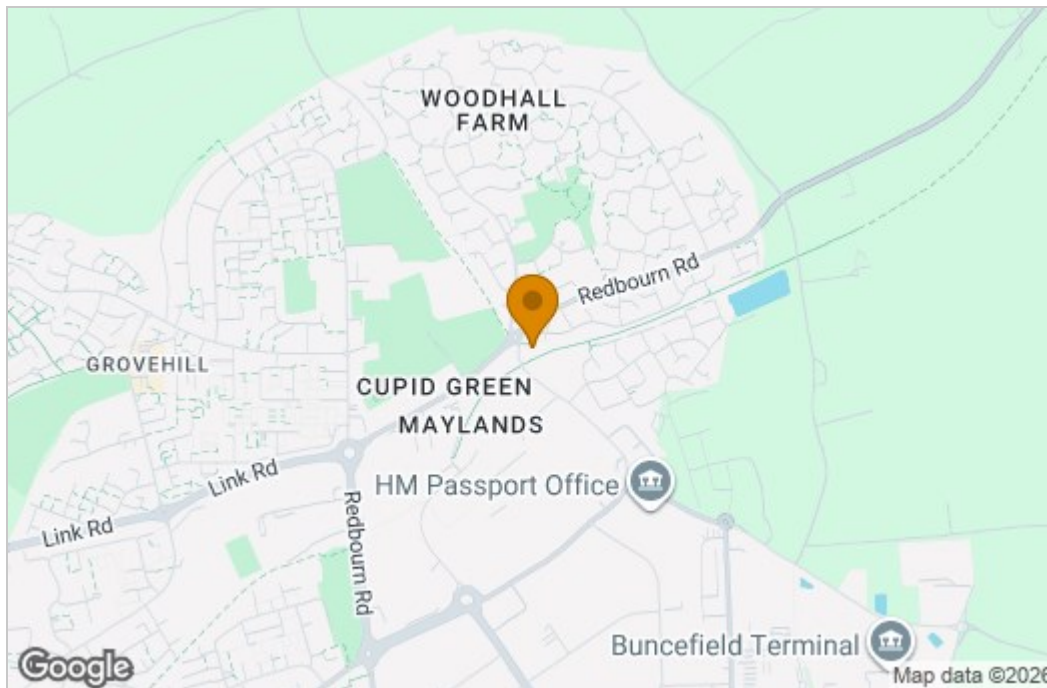 WOODHALL
FARM
Redbourn Rd
GROVEHILL
CUPID GREEN
MAYLANDS
HM Passport Office
Link Rd
Link Rd
Redbourn Rd
Buncefield Terminal
Google
Map data ©2026